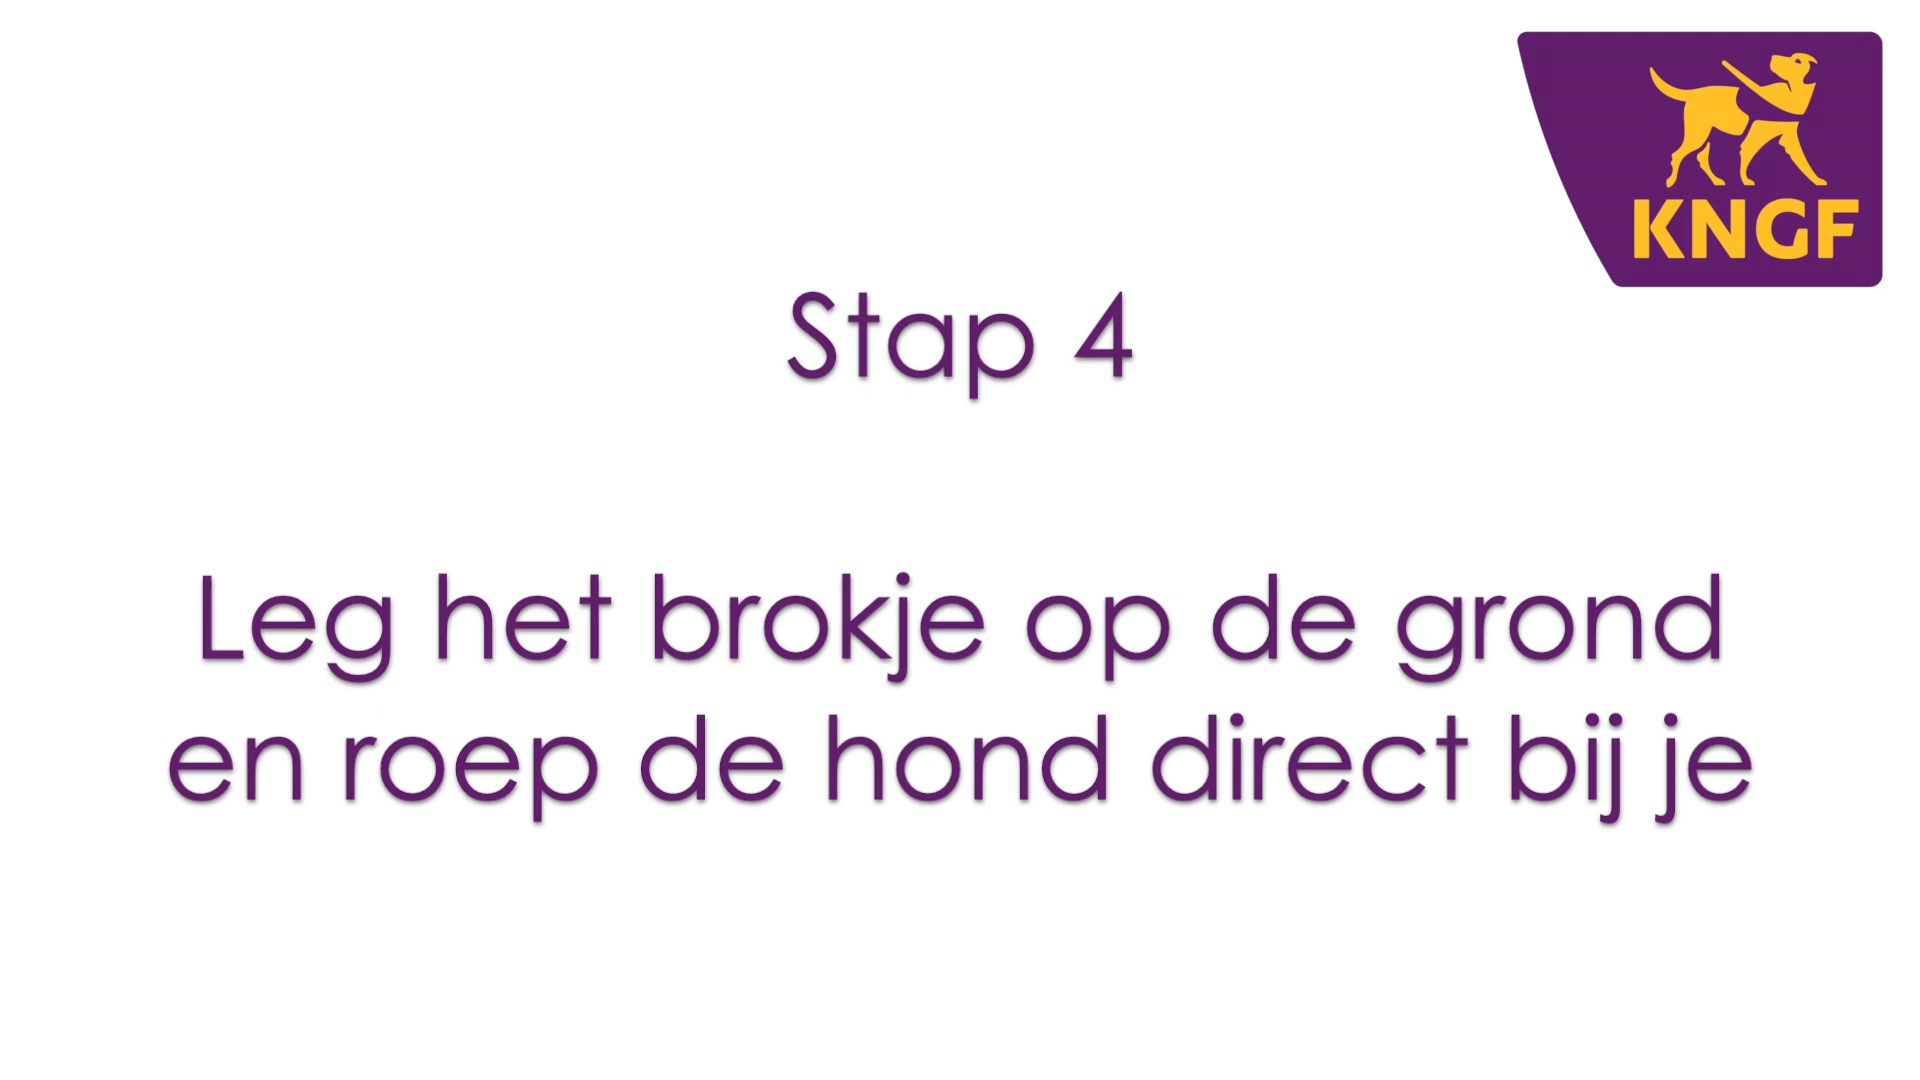 KNGF
Stap 4
Leg het brokje op de grond
en roep de hond direct bij je